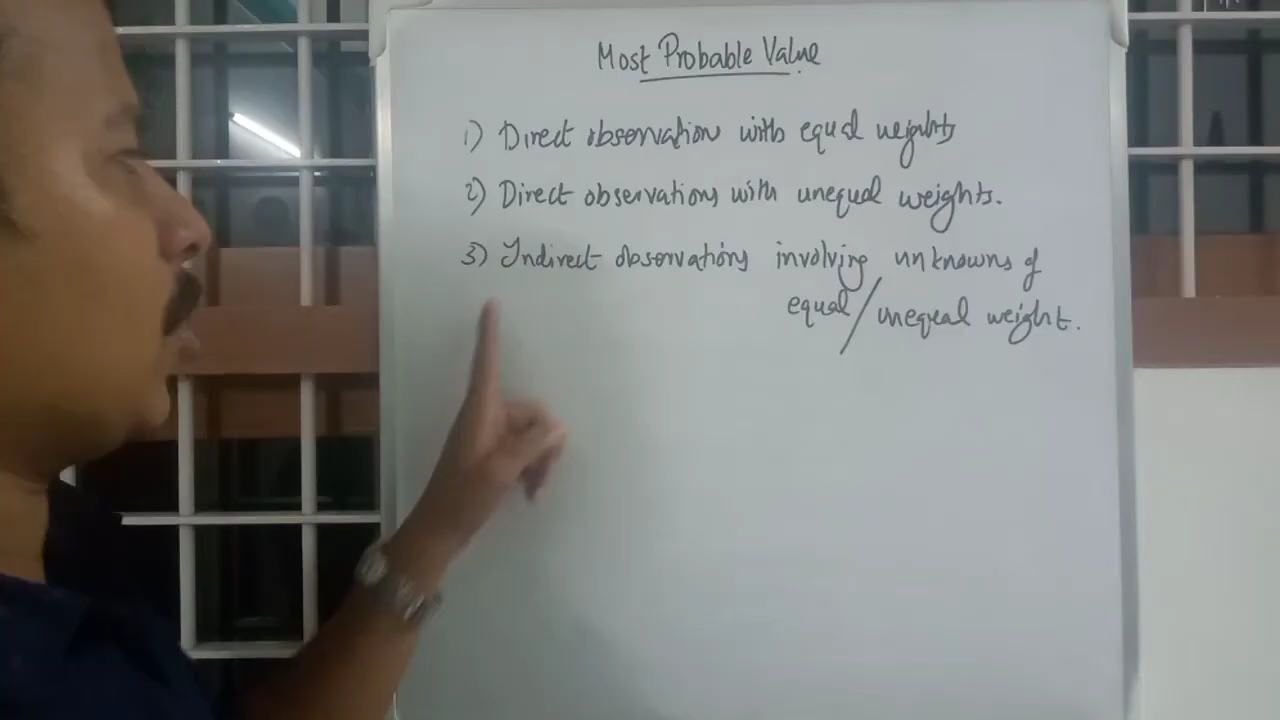 Most Probable Value
1) Direct observation with equal weights
2) Direct observations with unequal weights.
3) Indirect observations involving unknowns of
equal/unequal weight.